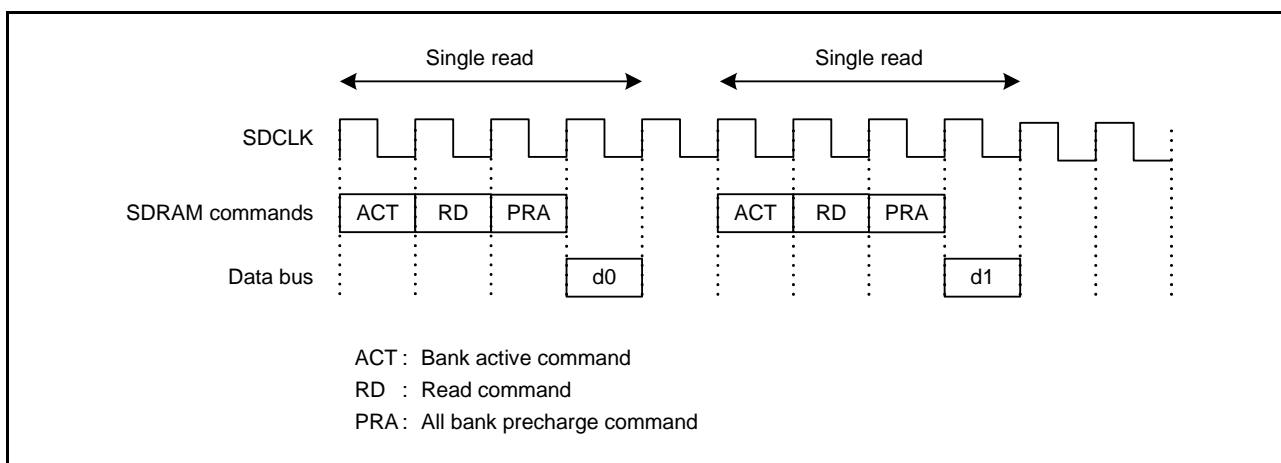 Single read Single read
SDCLK
SDRAM commands ACT RD PRA ACT RD PRA
Data bus d0 d1
ACT : Bank active command
RD : Read command
PRA : All bank precharge command